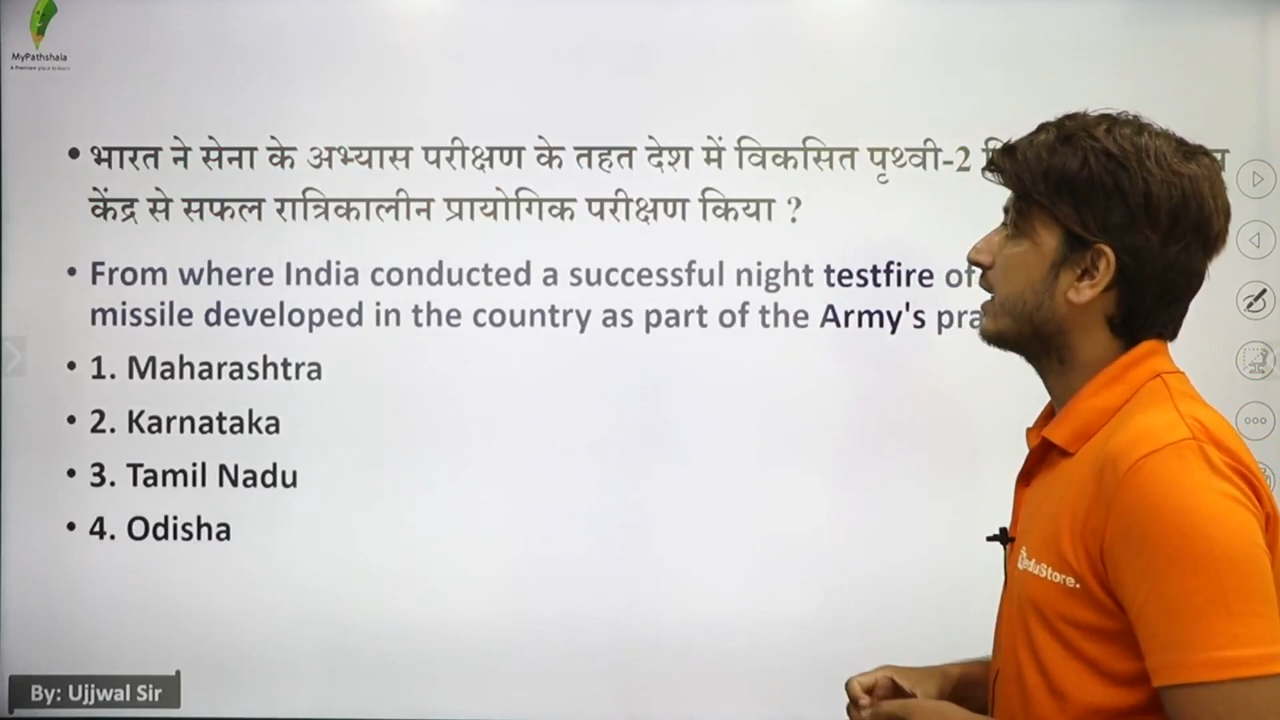 MyPathshala
• भारत ने सेना के अभ्यास परीक्षण के तहत देश में विकसित पृथ्वी-2
केंद्र से सफल रात्रिकालीन प्रायोगिक परीक्षण किया ?
• From where India conducted a successful night testfire of
missile developed in the country as part of the Army's
• 1. Maharashtra
• 2. Karnataka
• 3. Tamil Nadu
• 4. Odisha
eduStore.
By: Ujjwal Sir